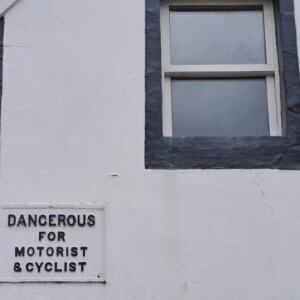 DANGEROUS
FOR
MOTORIST
& CYCLIST